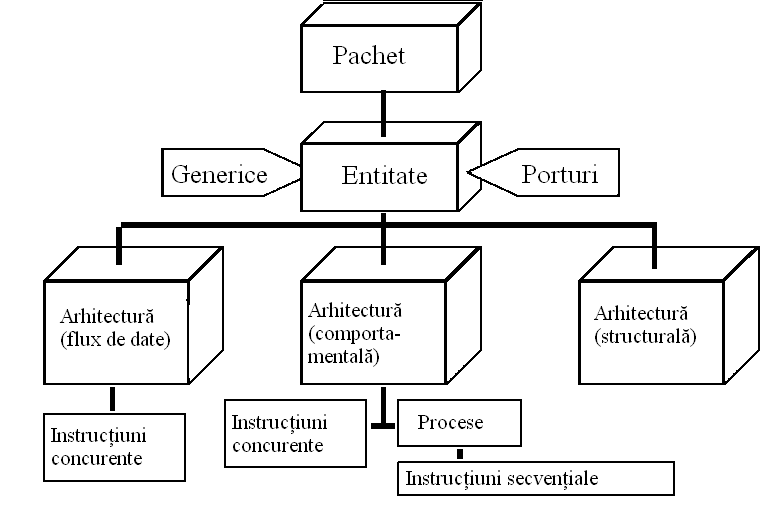 Pachet
Generice
Entitate
Porturi
Arhitectură
(flux de date)
Arhitectură
(comporta-
mentală)
Arhitectură
(structurală)
Instrucțiuni
concurente
Instrucțiuni
concurente
Procese
Instrucțiuni secvențiale